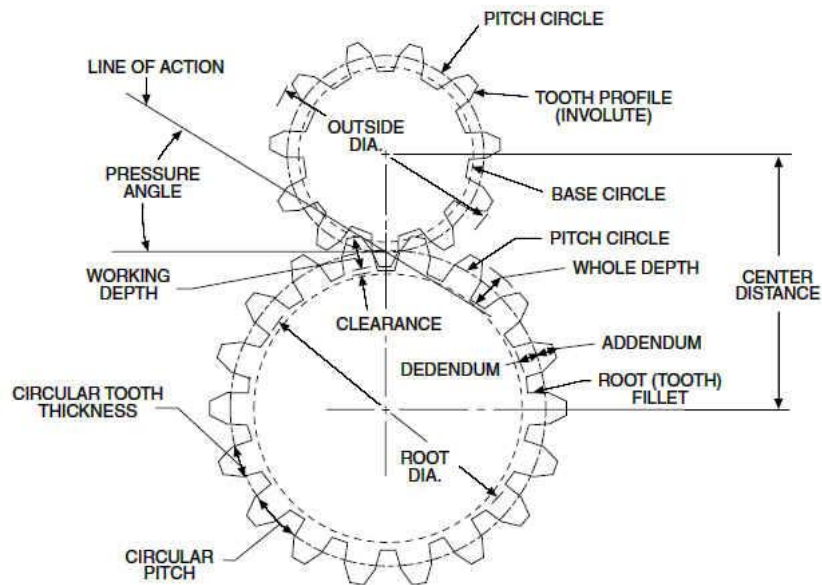 PITCH CIRCLE
LINE OF ACTION
TOOTH PROFILE
(INVOLUTE)
OUTSIDE
DIA.
PRESSURE
ANGLE
BASE CIRCLE
PITCH CIRCLE
WORKING
DEPTH
WHOLE DEPTH
CENTER
DISTANCE
CLEARANCE
ADDENDUM
DEDENDUM
ROOT (TOOTH)
FILLET
CIRCULAR TOOTH
THICKNESS
ROOT
DIA.
CIRCULAR
PITCH